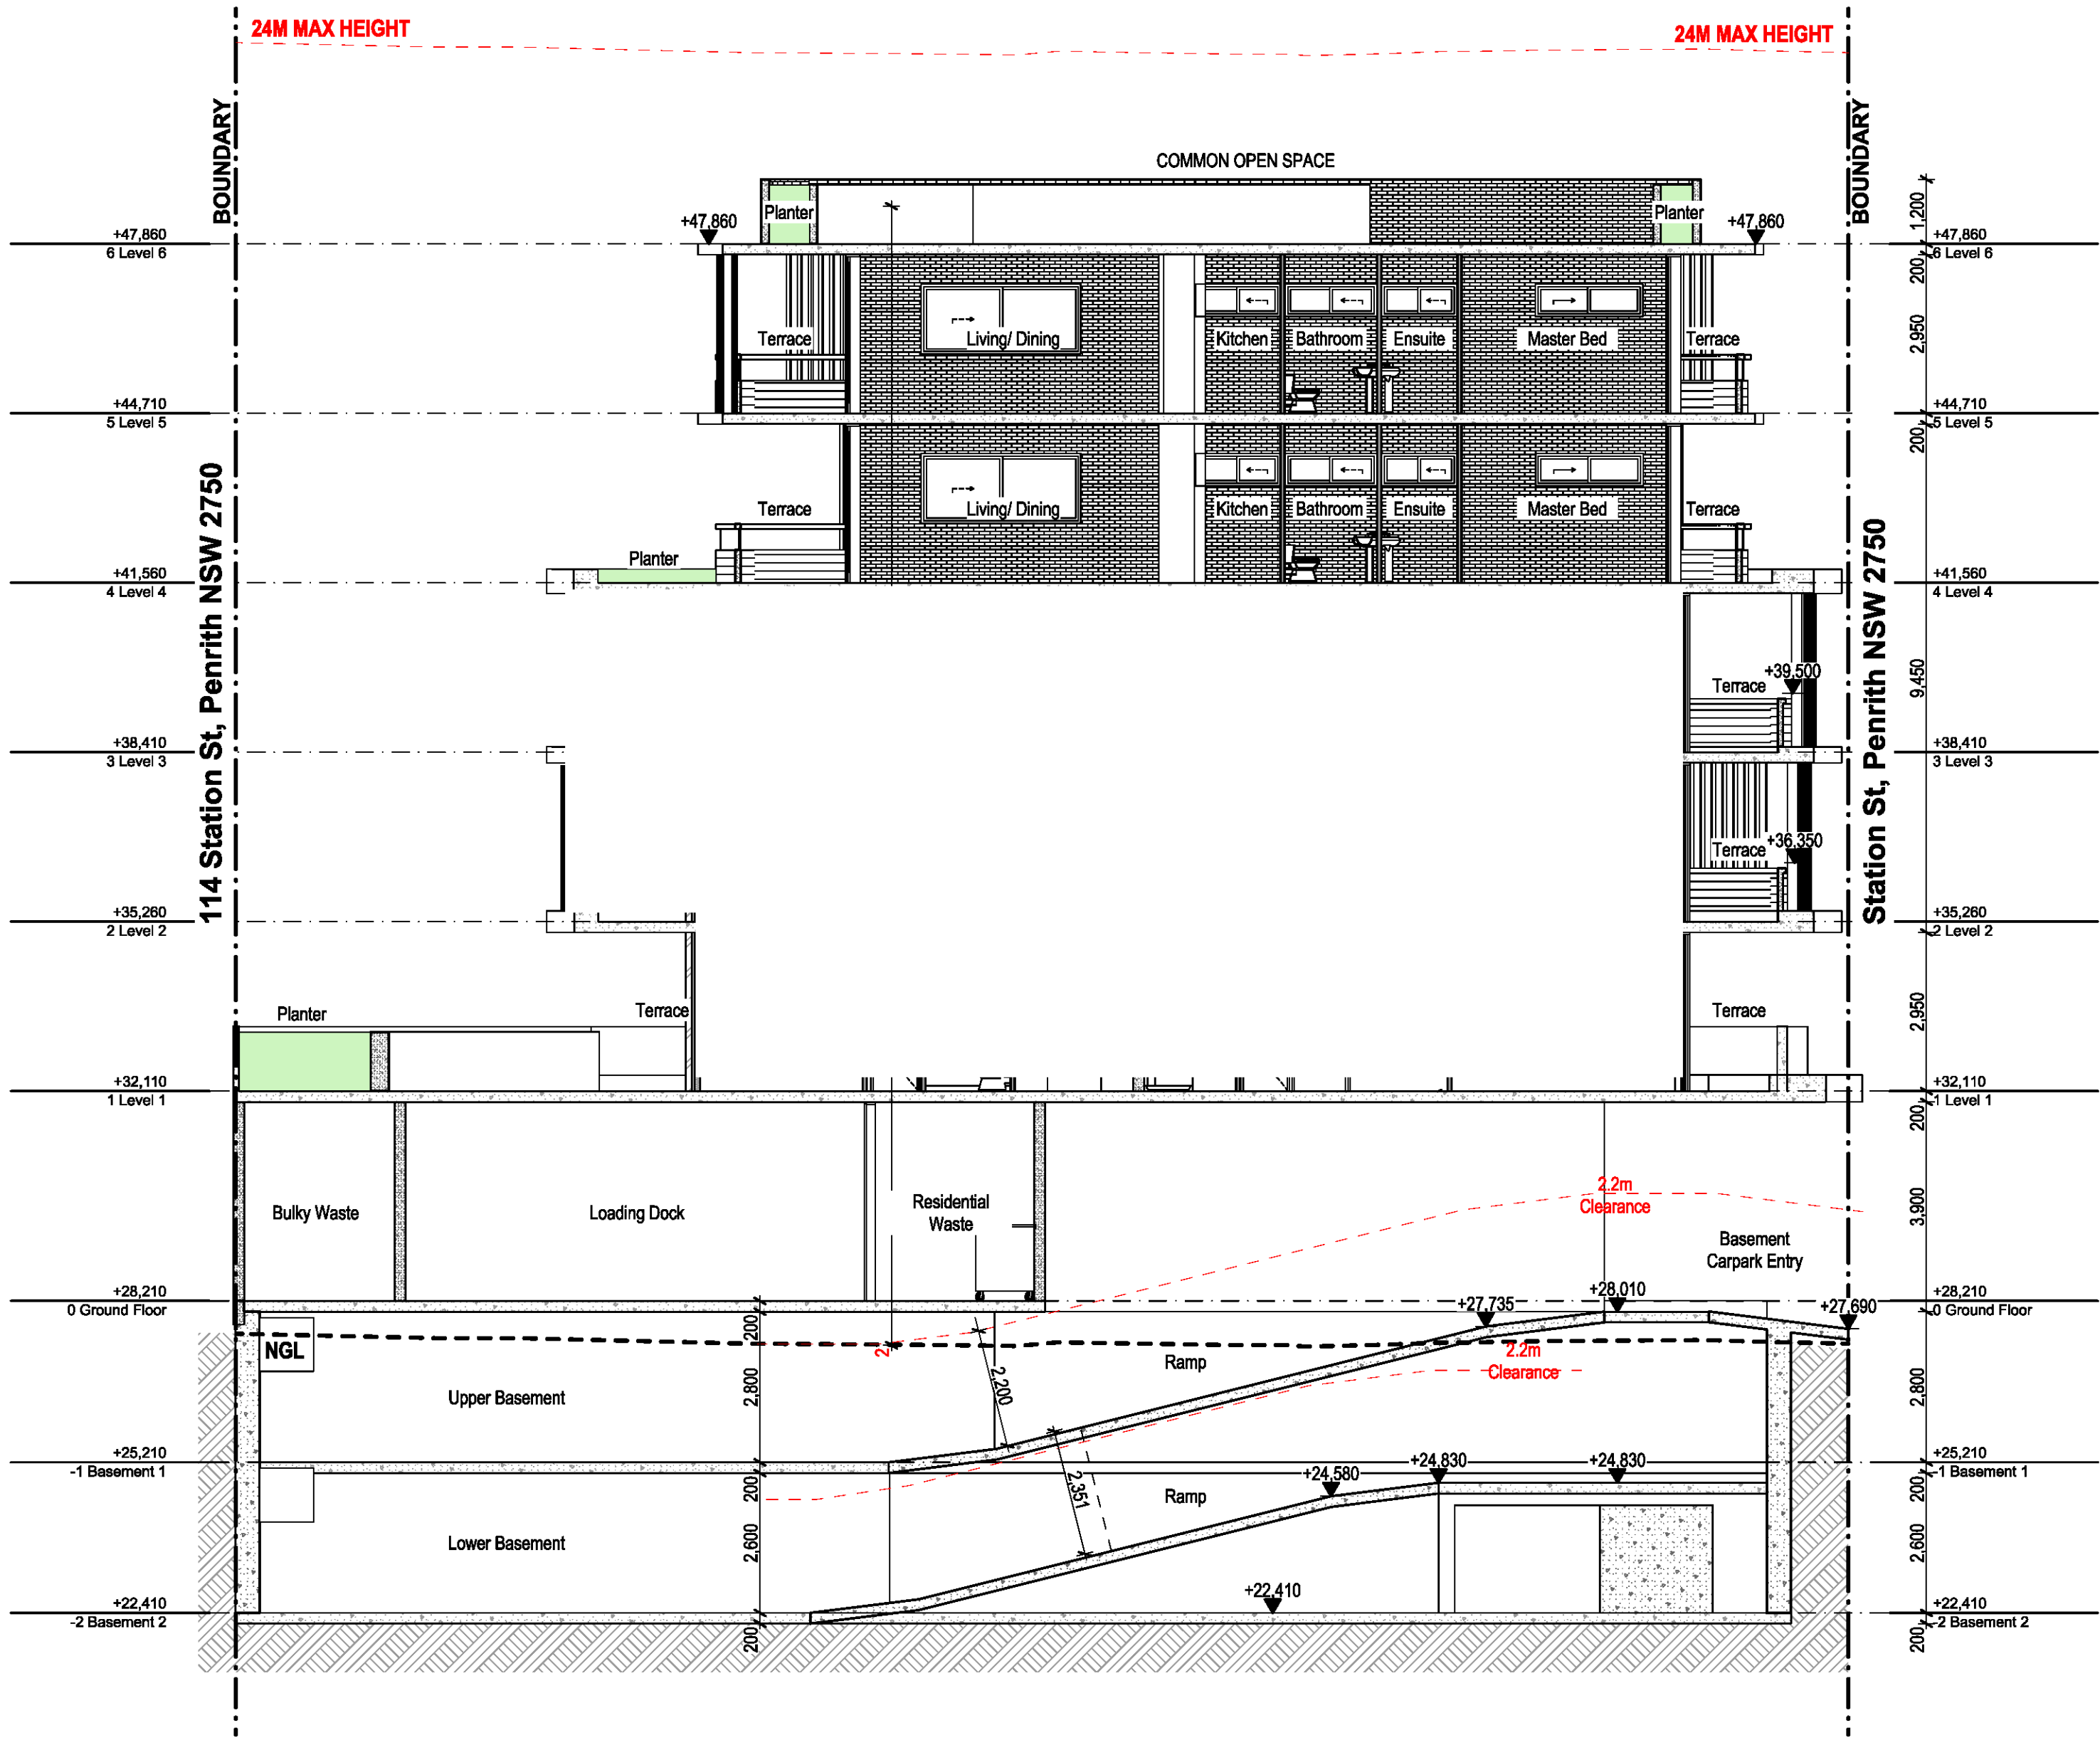 24M MAX HEIGHT
24M MAX HEIGHT
BOUNDARY
BOUNDARY
COMMON OPEN SPACE
Planter
Planter
1,200
+47,860
+47,860
+47,860
6 Level 6
+47,860
6 Level 6
200
Terrace
Living/ Dining
Kitchen
Bathroom
Ensuite
Master Bed
Terrace
2,950
+44,710
5 Level 5
+44,710
5 Level 5
200
Terrace
Living/ Dining
Kitchen
Bathroom
Ensuite
Master Bed
Terrace
Planter
+41,560
4 Level 4
+41,560
4 Level 4
114 Station St, Penrith NSW 2750
Station St, Penrith NSW 2750
Terrace
+39,500
9,450
+38,410
3 Level 3
+38,410
3 Level 3
Terrace
+36,350
+35,260
2 Level 2
+35,260
2 Level 2
Planter
Terrace
Terrace
2,950
+32,110
1 Level 1
+32,110
1 Level 1
200
Bulky Waste
Loading Dock
Residential
Waste
2.2m
Clearance
3,900
Basement
Carpark Entry
+28,210
0 Ground Floor
+28,010
+27,735
+28,210
0 Ground Floor
+27,690
200
NGL
2
Ramp
2.2m
Clearance
2,200
Upper Basement
2,800
2,800
+25,210
-1 Basement 1
+24,580
+24,830
+24,830
+25,210
-1 Basement 1
200
200
2,351
Ramp
Lower Basement
2,600
2,600
+22,410
-2 Basement 2
+22,410
+22,410
-2 Basement 2
200
200